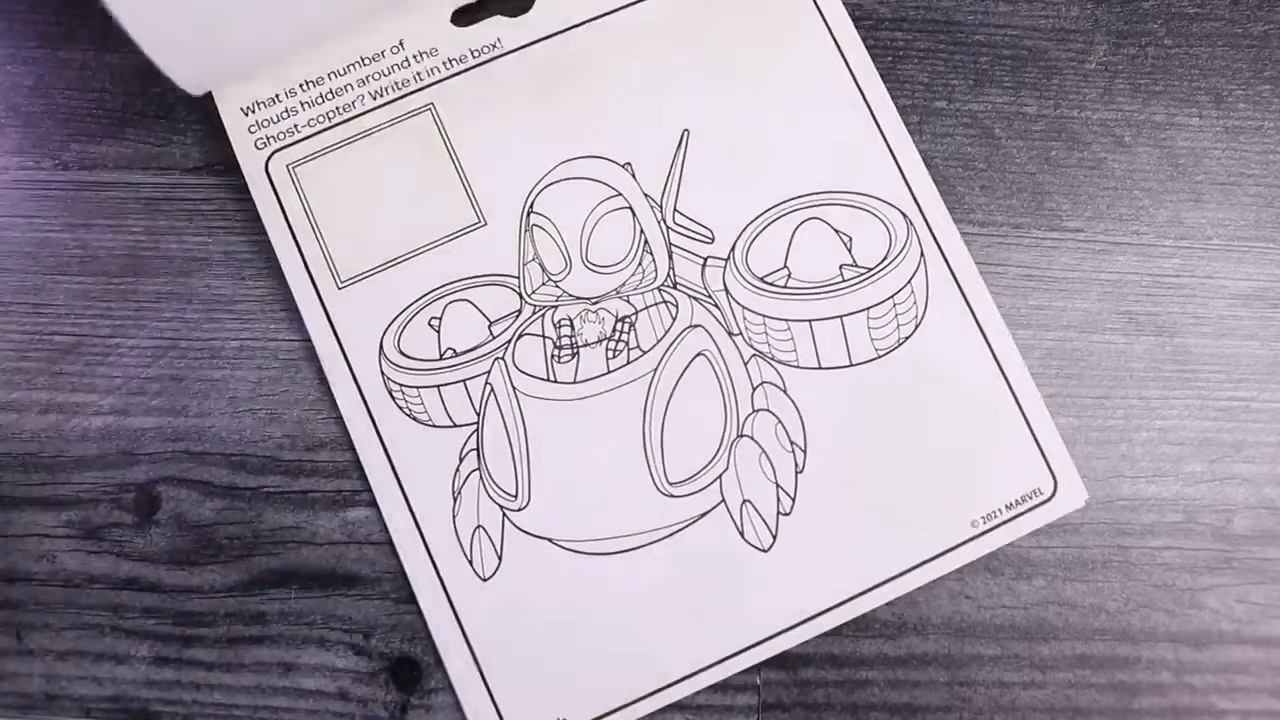 What is the number of
clouds hidden around the
Ghost-copter? Write it in the box!
© 2021 MARVEL